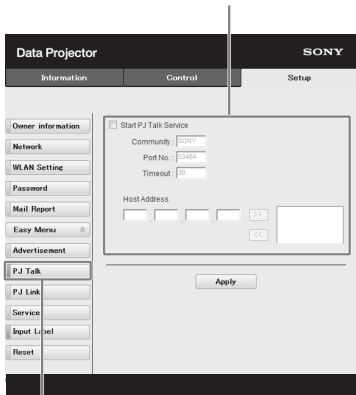 Data Projector
SONY
Information
Control
Setup
Owner information
Network
WLAN Setting
Password
Mail Report
Easy Menu
Advertisement
PJ Talk
PJ Link
Service
Input Label
Reset
Start PJ Talk Service
Community: SONY
Port No.: 53484
Timeout: 30
Host Address
. . .
>>
<<
Apply